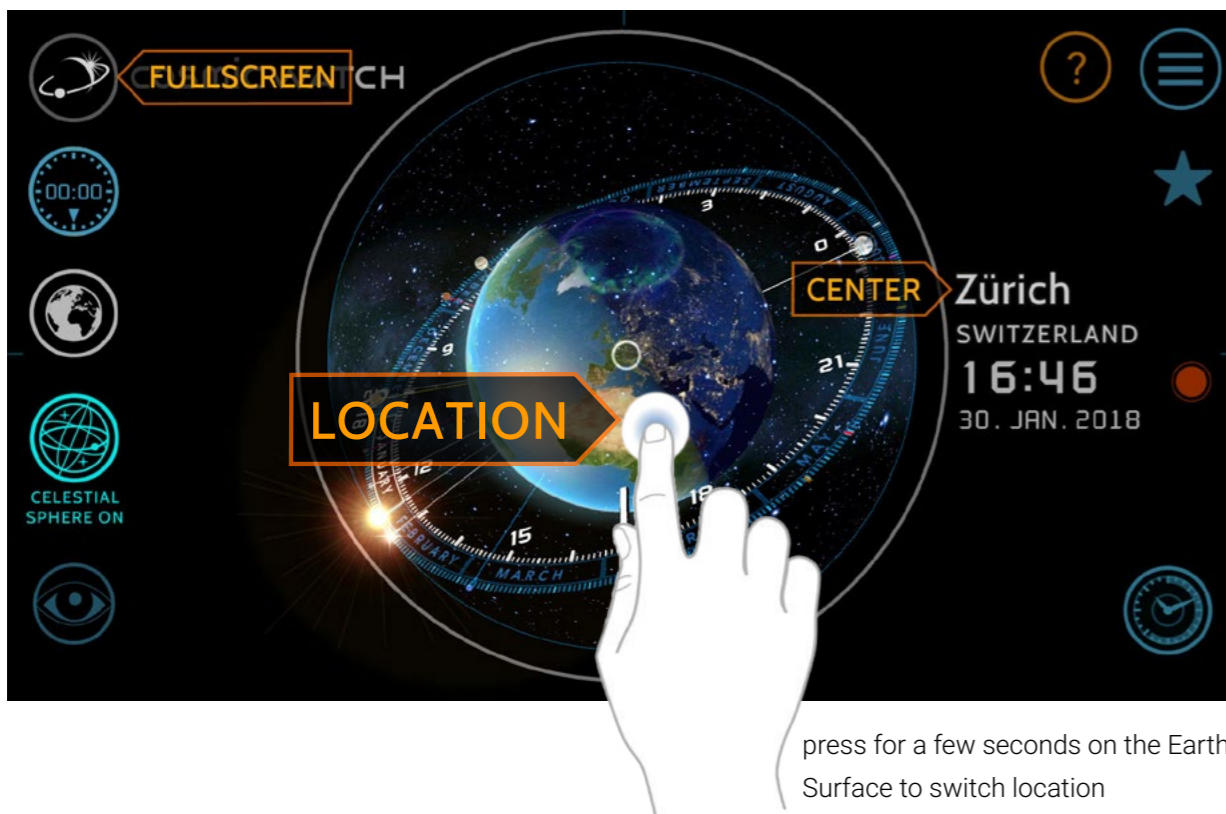 FULLSCREEN
CH
?
00:00
CENTER
Zürich
SWITZERLAND
16:46
30. JAN. 2018
LOCATION
CELESTIAL
SPHERE ON
SEPTEMBER
AUGUST
JUNE
MAY
MARCH
FEBRUARY
JANUARY
0
3
9
12
15
18
21
press for a few seconds on the Earth
Surface to switch location